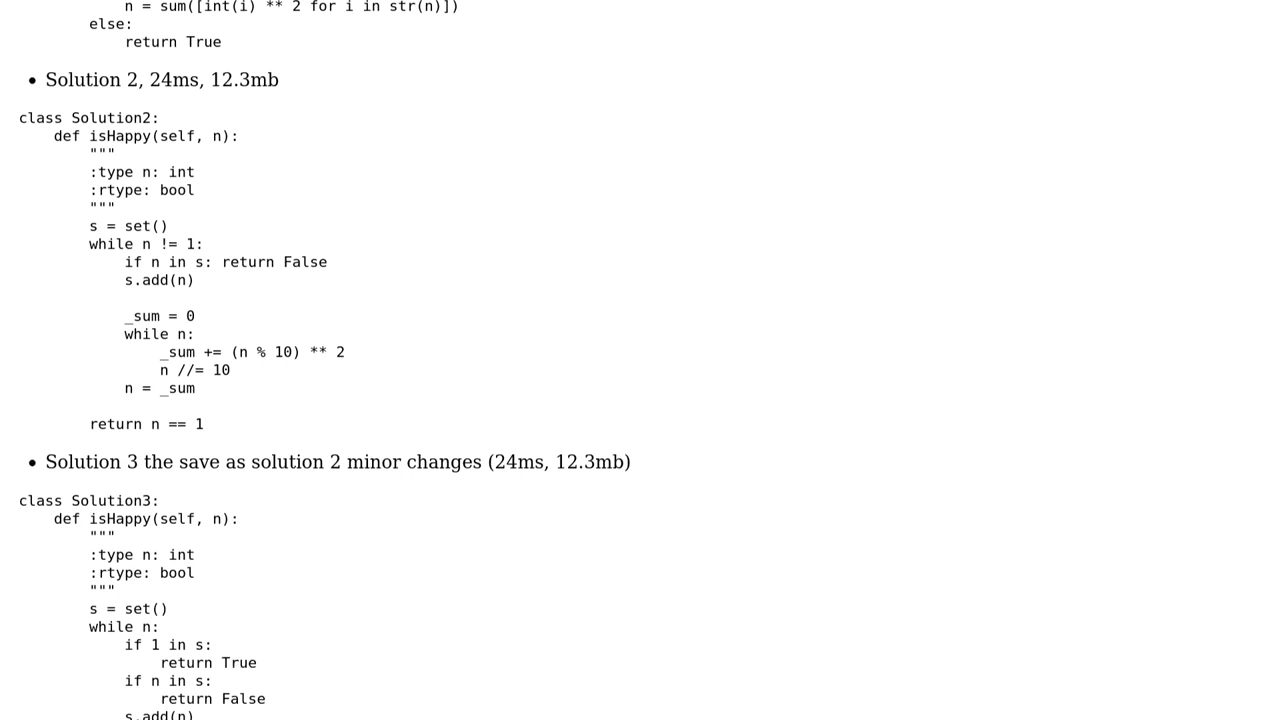 n = sum([int(i) ** 2 for i in str(n)])
        else:
            return True
• Solution 2, 24ms, 12.3mb
class Solution2:
    def isHappy(self, n):
        """
        :type n: int
        :rtype: bool
        """
        s = set()
        while n != 1:
            if n in s: return False
            s.add(n)

            _sum = 0
            while n:
                _sum += (n % 10) ** 2
                n //= 10
            n = _sum

        return n == 1
• Solution 3 the save as solution 2 minor changes (24ms, 12.3mb)
class Solution3:
    def isHappy(self, n):
        """
        :type n: int
        :rtype: bool
        """
        s = set()
        while n:
            if 1 in s:
                return True
            if n in s:
                return False
            s.add(n)